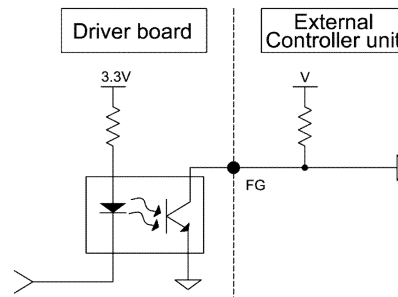 Driver board
External
Controller unit
3.3V
V
FG